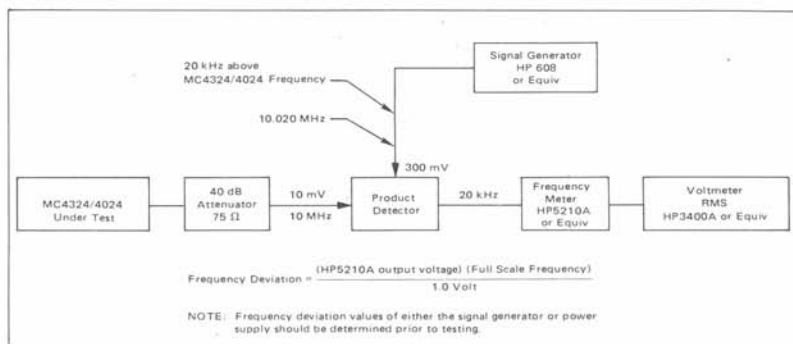 Signal Generator
HP 608
or Equiv
20 kHz above
MC4324/4024 Frequency
10.020 MHz
300 mV
MC4324/4024
Under Test
40 dB
Attenuator
75 Ω
10 mV
10 MHz
Product
Detector
20 kHz
Frequency
Meter
HP5210A
or Equiv
Voltmeter
RMS
HP3400A or Equiv
Frequency Deviation = (HP5210A output voltage) (Full Scale Frequency)
1.0 Volt
NOTE: Frequency deviation values of either the signal generator or power
supply should be determined prior to testing.